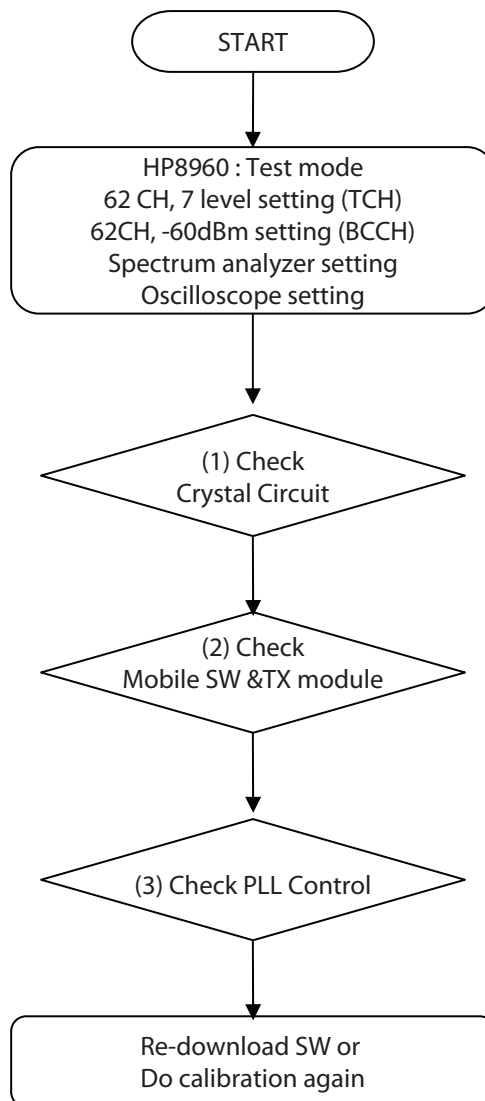 START
HP8960 : Test mode
62 CH, 7 level setting (TCH)
62CH, -60dBm setting (BCCH)
Spectrum analyzer setting
Oscilloscope setting
(1) Check
Crystal Circuit
(2) Check
Mobile SW &TX module
(3) Check PLL Control
Re-download SW or
Do calibration again